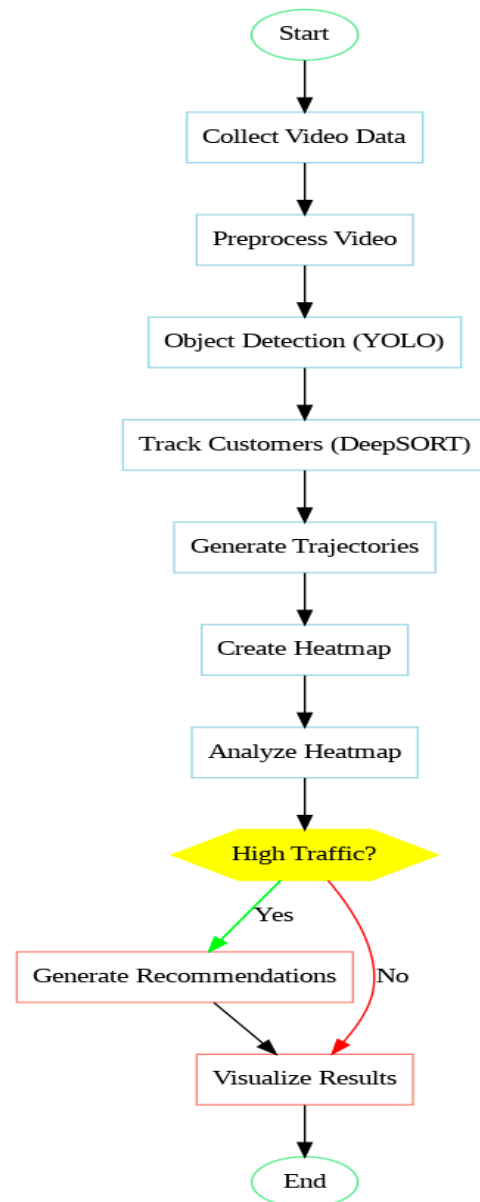 Start
Collect Video Data
Preprocess Video
Object Detection (YOLO)
Track Customers (DeepSORT)
Generate Trajectories
Create Heatmap
Analyze Heatmap
High Traffic?
Yes
Generate Recommendations
No
Visualize Results
End